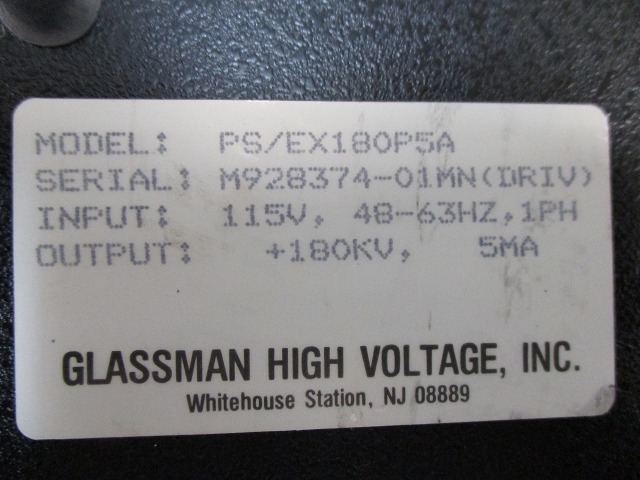 MODEL: PS/EX180P5A
SERIAL: M928374-01MN(DRIV)
INPUT: 115V, 48-63HZ,1PH
OUTPUT: +180KV, 5MA
GLASSMAN HIGH VOLTAGE, INC.
Whitehouse Station, NJ 08889